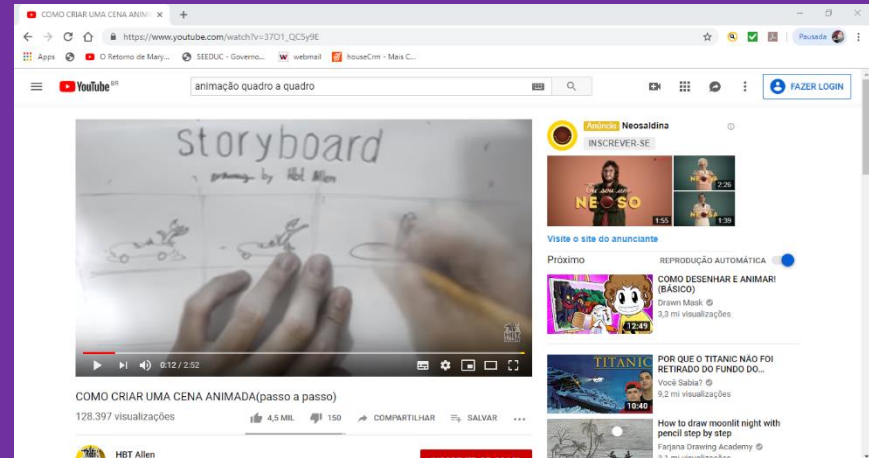 COMO CRIAR UMA CENA ANIM
https://www.youtube.com/watch?v=37O1_QC5y9E
Pausada
Apps
O Retorno de Mary...
SEEDUC - Governo...
webmail
houseCrm - Mais C...
YouTube BR
animação quadro a quadro
FAZER LOGIN
Storyboard
by Hbt Allen
0:12 / 2:52
COMO CRIAR UMA CENA ANIMADA(passo a passo)
128.397 visualizações
4,5 MIL
150
COMPARTILHAR
SALVAR
HBT Allen
Anúncio Neosaldina
INSCREVER-SE
Eu sou um
NEOSO
1:55
2:26
1:39
Visite o site do anunciante
Próximo
REPRODUÇÃO AUTOMÁTICA
12:49
COMO DESENHAR E ANIMAR!
(BÁSICO)
Drawn Mask
3,3 mi visualizações
TITANIC
10:40
POR QUE O TITANIC NÃO FOI
RETIRADO DO FUNDO DO...
Você Sabia?
9,2 mi visualizações
How to draw moonlit night with
pencil step by step
Farjana Drawing Academy